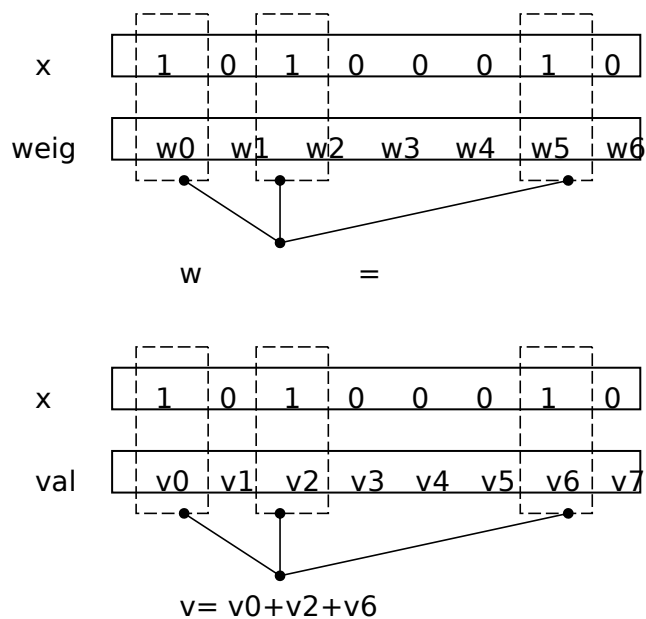 x 1 0 1 0 0 0 1 0
weig w0 w1 w2 w3 w4 w5 w6
w =
x 1 0 1 0 0 0 1 0
val v0 v1 v2 v3 v4 v5 v6 v7
v= v0+v2+v6